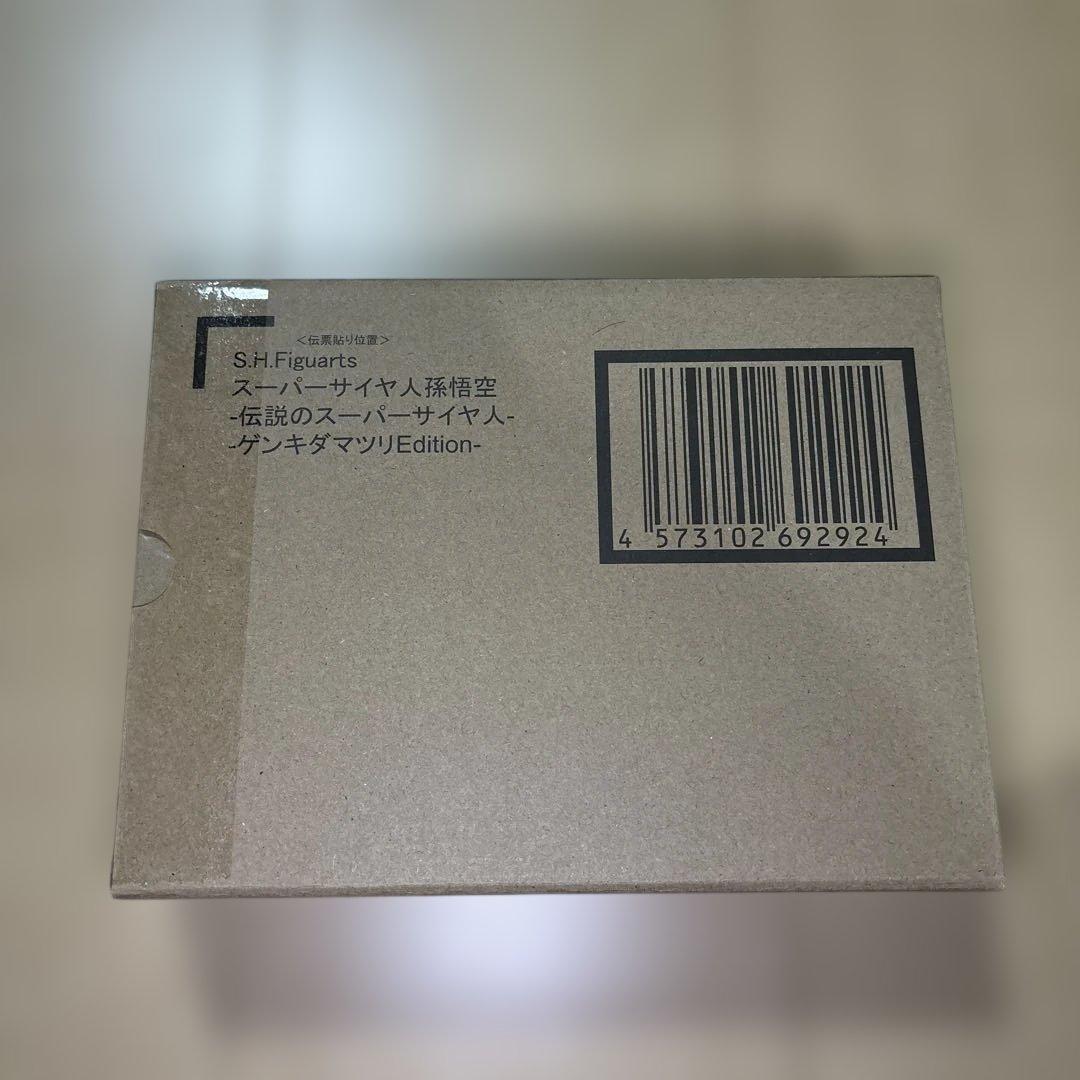 ＜伝票貼り位置＞
S.H.Figuarts
スーパーサイヤ人孫悟空
-伝説のスーパーサイヤ人-
-ゲンキダマツリEdition-
4 573102 692924